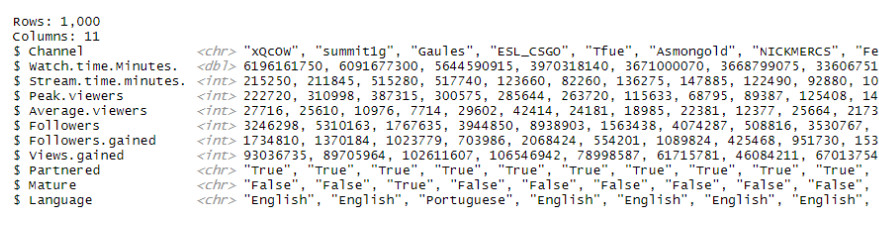 Rows: 1,000
Columns: 11
$ Channel <chr> "xQcOW", "summit1g", "Gaules", "ESL_CSGO", "Tfue", "Asmongold", "NICKMERCS", "Fe
$ Watch.time.Minutes. <dbl> 6196161750, 6091677300, 5644590915, 3970318140, 3671000070, 3668799075, 33606751
$ Stream.time.minutes. <int> 215250, 211845, 515280, 517740, 123660, 82260, 136275, 147885, 122490, 92880, 10
$ Peak.viewers <int> 222720, 310998, 387315, 300575, 285644, 263720, 115633, 68795, 89387, 125408, 14
$ Average.viewers <int> 27716, 25610, 10976, 7714, 29602, 42414, 24181, 18985, 22381, 12377, 25664, 2173
$ Followers <int> 3246298, 5310163, 1767635, 3944850, 8938903, 1563438, 4074287, 508816, 3530767,
$ Followers.gained <int> 1734810, 1370184, 1023779, 703986, 2068424, 554201, 1089824, 425468, 951730, 153
$ Views.gained <int> 93036735, 89705964, 102611607, 106546942, 78998587, 61715781, 46084211, 67013754
$ Partnered <chr> "True", "True", "True", "True", "True", "True", "True", "True", "True",
$ Mature <chr> "False", "False", "True", "False", "False", "False", "False", "False", "False",
$ Language <chr> "English", "English", "Portuguese", "English", "English", "English", "English",